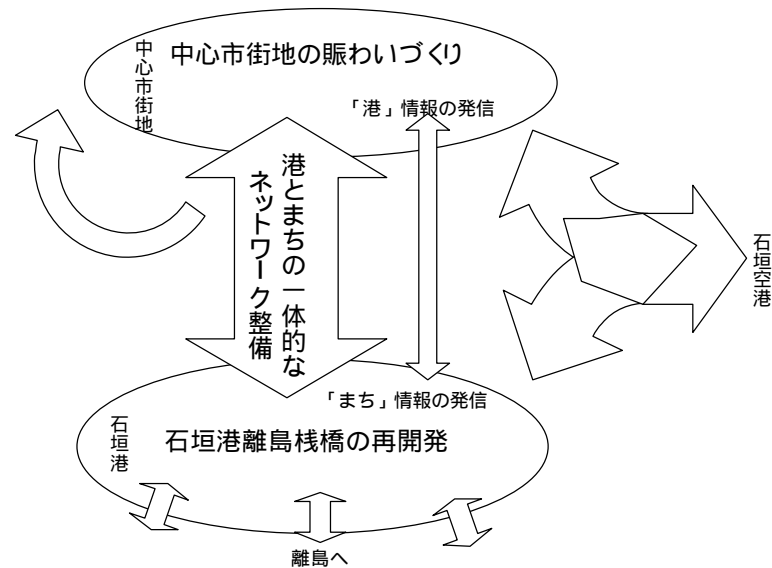 中心市街地
中心市街地の賑わいづくり
「港」情報の発信
港とまちの一体的な
ネットワーク整備
石垣空港
「まち」情報の発信
石垣港
石垣港離島桟橋の再開発
離島へ